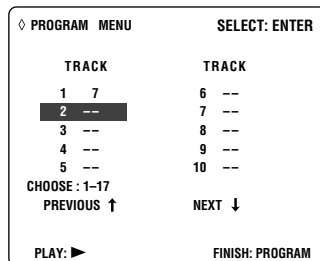 ◊ PROGRAM MENU SELECT: ENTER
TRACK TRACK
1 7 6 --
2 -- 7 --
3 -- 8 --
4 -- 9 --
5 -- 10 --
CHOOSE : 1–17
PREVIOUS ↑ NEXT ↓
PLAY: ► FINISH: PROGRAM